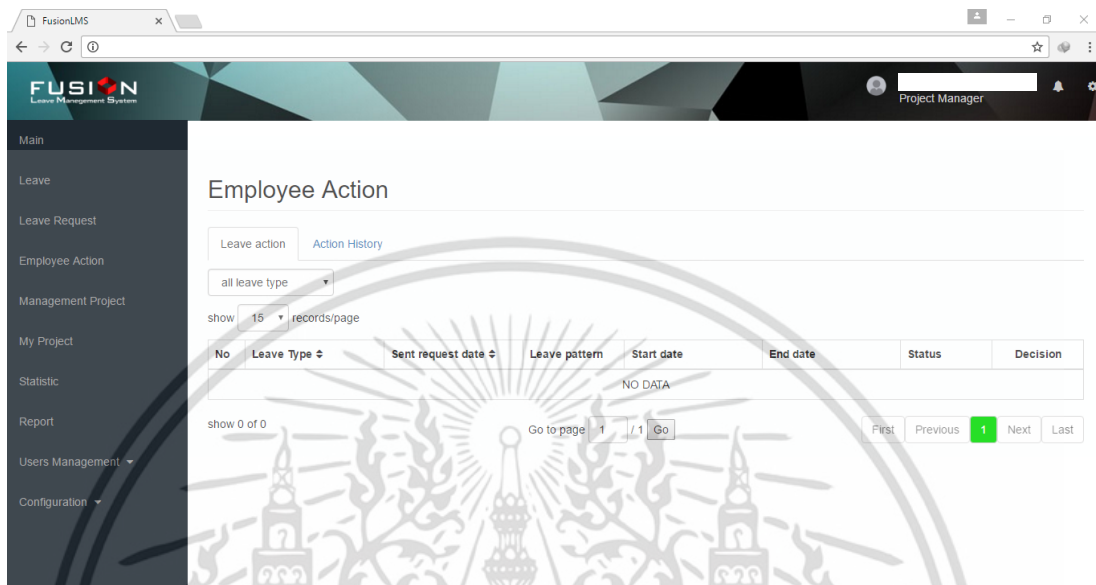 FusionLMS
FUSION
Leave Manegement System
Project Manager
Main
Leave
Leave Request
Employee Action
Management Project
My Project
Statistic
Report
Users Management
Configuration
Employee Action
Leave action Action History
all leave type
show 15 records/page
No Leave Type Sent request date Leave pattern Start date End date Status Decision
NO DATA
show 0 of 0 Go to page 1 / 1 Go First Previous 1 Next Last